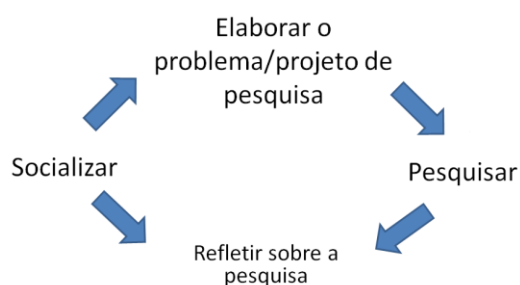 Elaborar o
problema/projeto de
pesquisa
Socializar
Pesquisar
Refletir sobre a
pesquisa